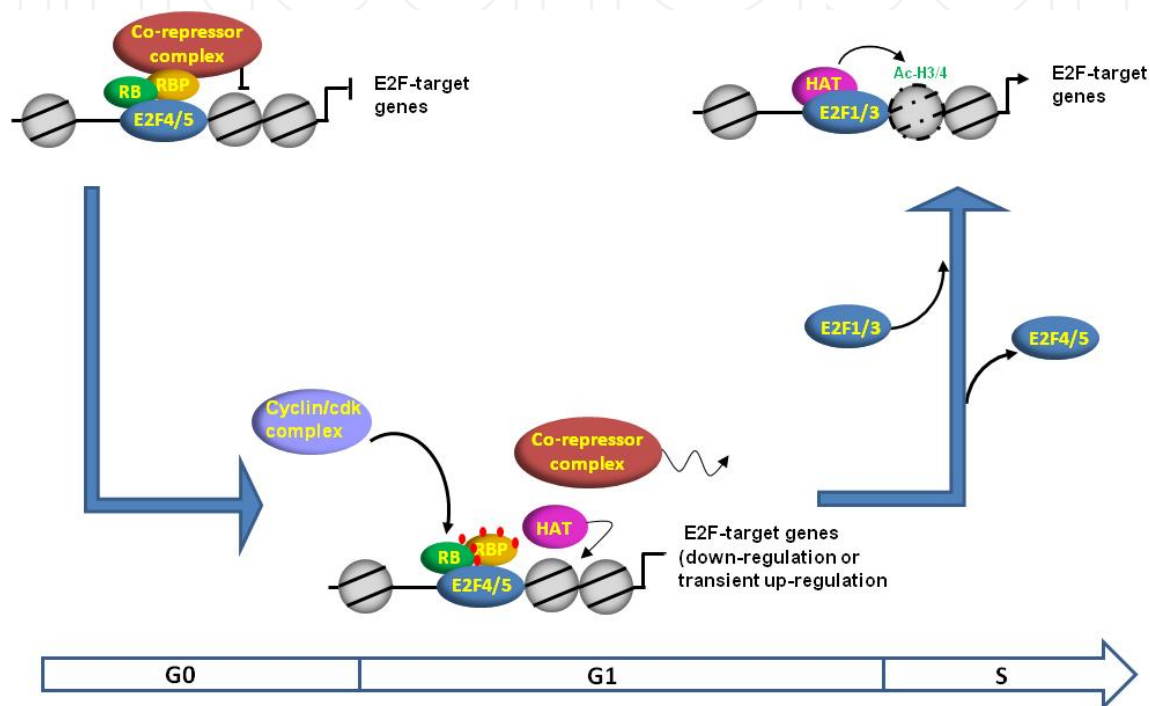 Co-repressor
complex
RB
RBP
E2F4/5
E2F-target
genes
HAT
Ac-H3/4
E2F1/3
E2F-target
genes
E2F1/3
E2F4/5
Cyclin/cdk
complex
Co-repressor
complex
HAT
RB
RBP
E2F4/5
E2F-target genes
(down-regulation or
transient up-regulation
G0
G1
S